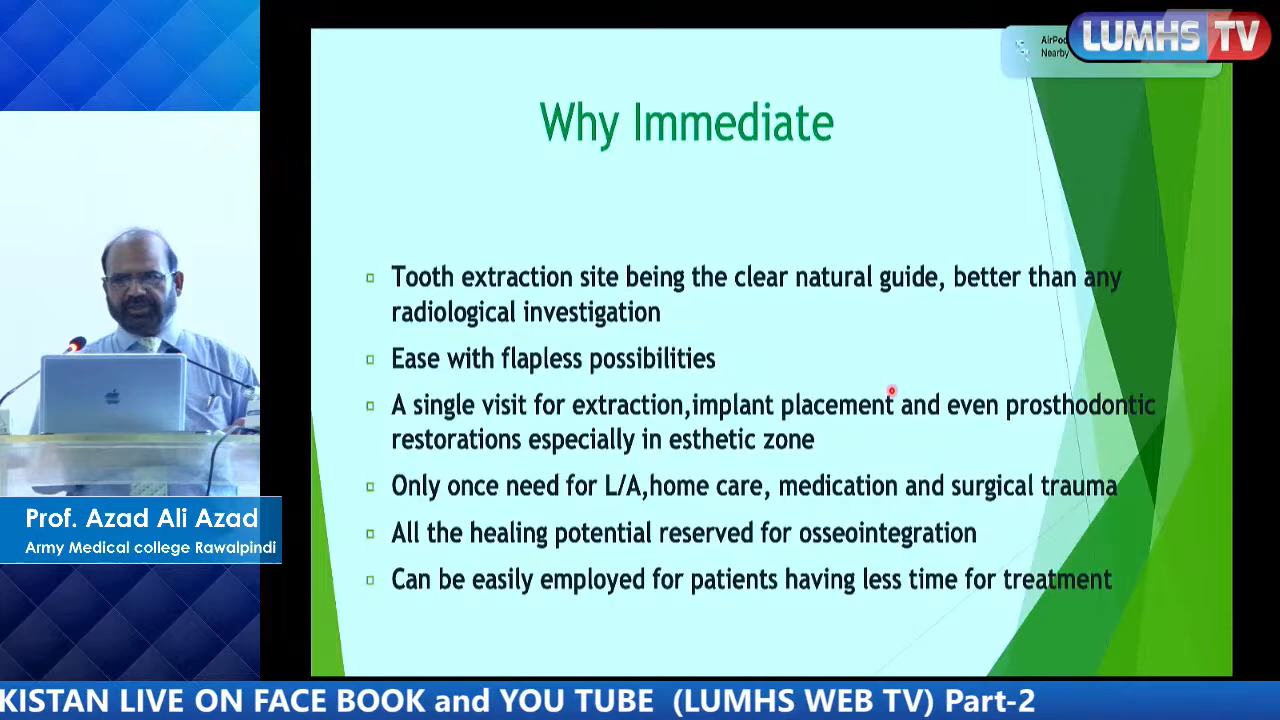 LUMHS TV
AirPod
Nearby
Why Immediate
Tooth extraction site being the clear natural guide, better than any
radiological investigation
Ease with flapless possibilities
A single visit for extraction,implant placement and even prosthodontic
restorations especially in esthetic zone
Only once need for L/A,home care, medication and surgical trauma
All the healing potential reserved for osseointegration
Can be easily employed for patients having less time for treatment
Prof. Azad Ali Azad
Army Medical college Rawalpindi
KISTAN LIVE ON FACE BOOK and YOU TUBE (LUMHS WEB TV) Part-2